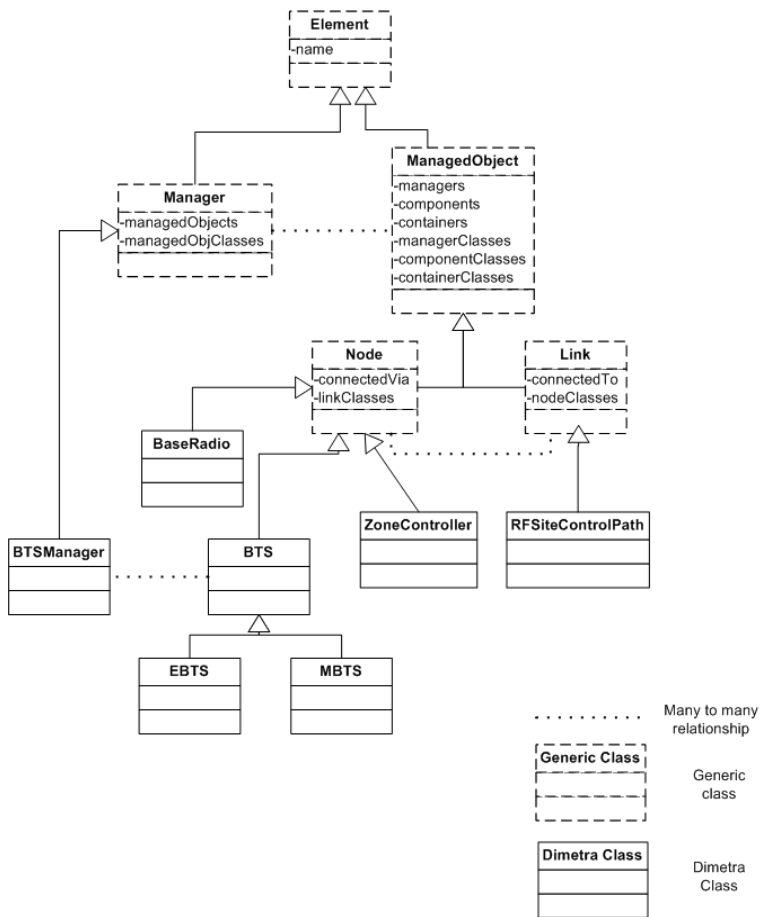 Element
-name
Manager
-managedObjects
-managedObjClasses
ManagedObject
-managers
-components
-containers
-managerClasses
-componentClasses
-containerClasses
Node
-connectedVia
-linkClasses
Link
-connectedTo
-nodeClasses
BaseRadio
ZoneController
RFSiteControlPath
BTSManager
BTS
EBTS
MBTS
Many to many
relationship
Generic Class
Generic
class
Dimetra Class
Dimetra
Class